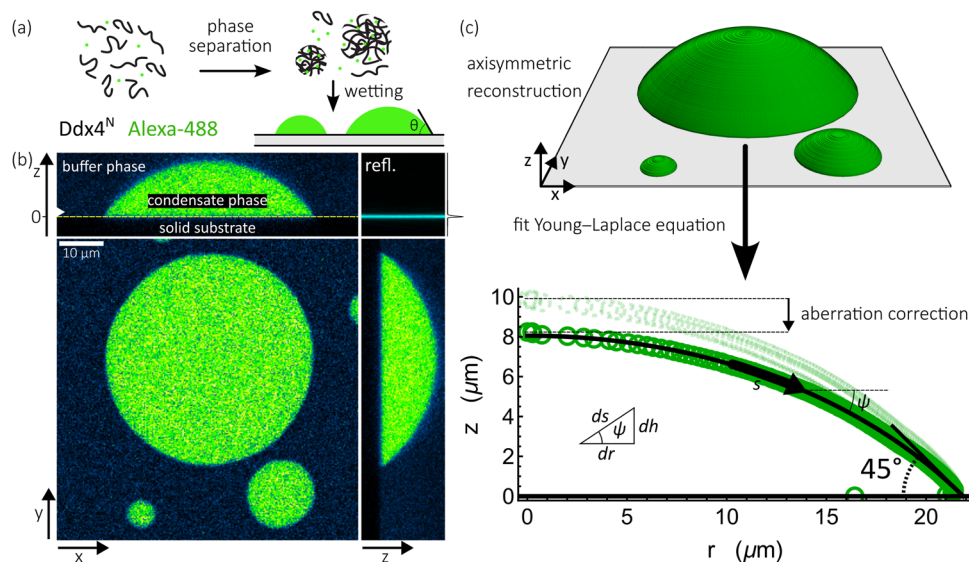 (a)
phase
separation
wetting
Ddx4ᴺ Alexa-488
θ
(b)
z
buffer phase
refl.
condensate phase
0
solid substrate
10 μm
y
x
z
(c)
axisymmetric
reconstruction
z
y
x
fit Young–Laplace equation
10
8
6
4
2
0
z (μm)
aberration correction
s
ψ
ds
ψ
dh
dr
45°
0
5
10
15
20
r (μm)